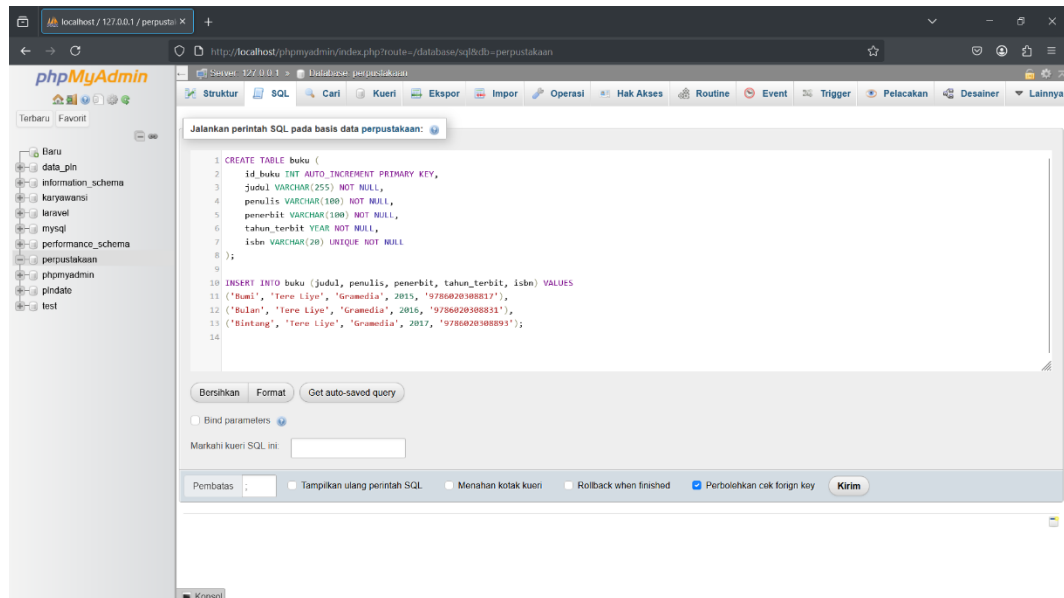 localhost / 127.0.0.1 / perpustak
http://localhost/phpmyadmin/index.php?route=/database/sql&db=perpustakaan
phpMyAdmin
Terbaru Favorit
Baru
data_pln
information_schema
karyawansi
laravel
mysql
performance_schema
perpustakaan
phpmyadmin
plndate
test
Server: 127.0.0.1 » Database: perpustakaan
Struktur SQL Cari Kueri Ekspor Impor Operasi Hak Akses Routine Event Trigger Pelacakan Desainer Lainnya
Jalankan perintah SQL pada basis data perpustakaan:
1 CREATE TABLE buku (
2 id_buku INT AUTO_INCREMENT PRIMARY KEY,
3 judul VARCHAR(255) NOT NULL,
4 penulis VARCHAR(100) NOT NULL,
5 penerbit VARCHAR(100) NOT NULL,
6 tahun_terbit YEAR NOT NULL,
7 isbn VARCHAR(20) UNIQUE NOT NULL
8 );
9
10 INSERT INTO buku (judul, penulis, penerbit, tahun_terbit, isbn) VALUES
11 ('Bumi', 'Tere Liye', 'Gramedia', 2015, '9786020308817'),
12 ('Bulan', 'Tere Liye', 'Gramedia', 2016, '9786020308831'),
13 ('Bintang', 'Tere Liye', 'Gramedia', 2017, '9786020308893');
14
Bersihkan Format Get auto-saved query
Bind parameters
Markahi kueri SQL ini:
Pembatas ; Tampilkan ulang perintah SQL Menahan kotak kueri Rollback when finished Perbolehkan cek forign key Kirim
Konsol